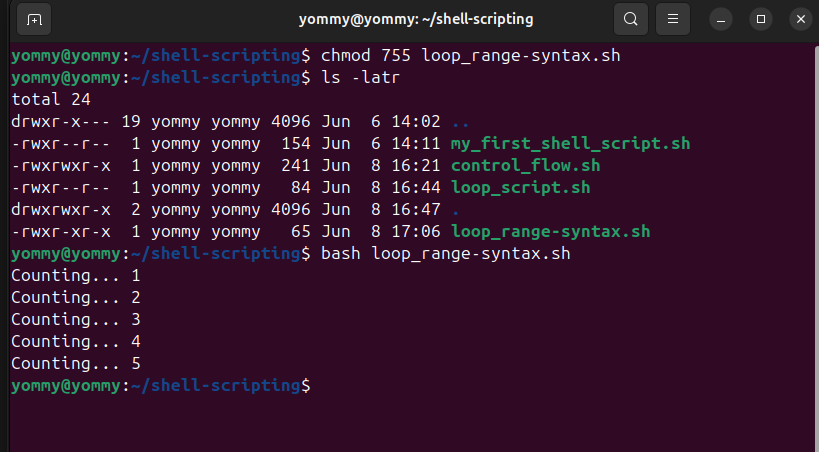 yommy@yommy: ~/shell-scripting
yommy@yommy:~/shell-scripting$ chmod 755 loop_range-syntax.sh
yommy@yommy:~/shell-scripting$ ls -latr
total 24
drwxr-x--- 19 yommy yommy 4096 Jun  6 14:02 ..
-rwxr--r--  1 yommy yommy  154 Jun  6 14:11 my_first_shell_script.sh
-rwxrwxr-x  1 yommy yommy  241 Jun  8 16:21 control_flow.sh
-rwxr--r--  1 yommy yommy   84 Jun  8 16:44 loop_script.sh
drwxrwxr-x  2 yommy yommy 4096 Jun  8 16:47 .
-rwxr-xr-x  1 yommy yommy   65 Jun  8 17:06 loop_range-syntax.sh
yommy@yommy:~/shell-scripting$ bash loop_range-syntax.sh
Counting... 1
Counting... 2
Counting... 3
Counting... 4
Counting... 5
yommy@yommy:~/shell-scripting$